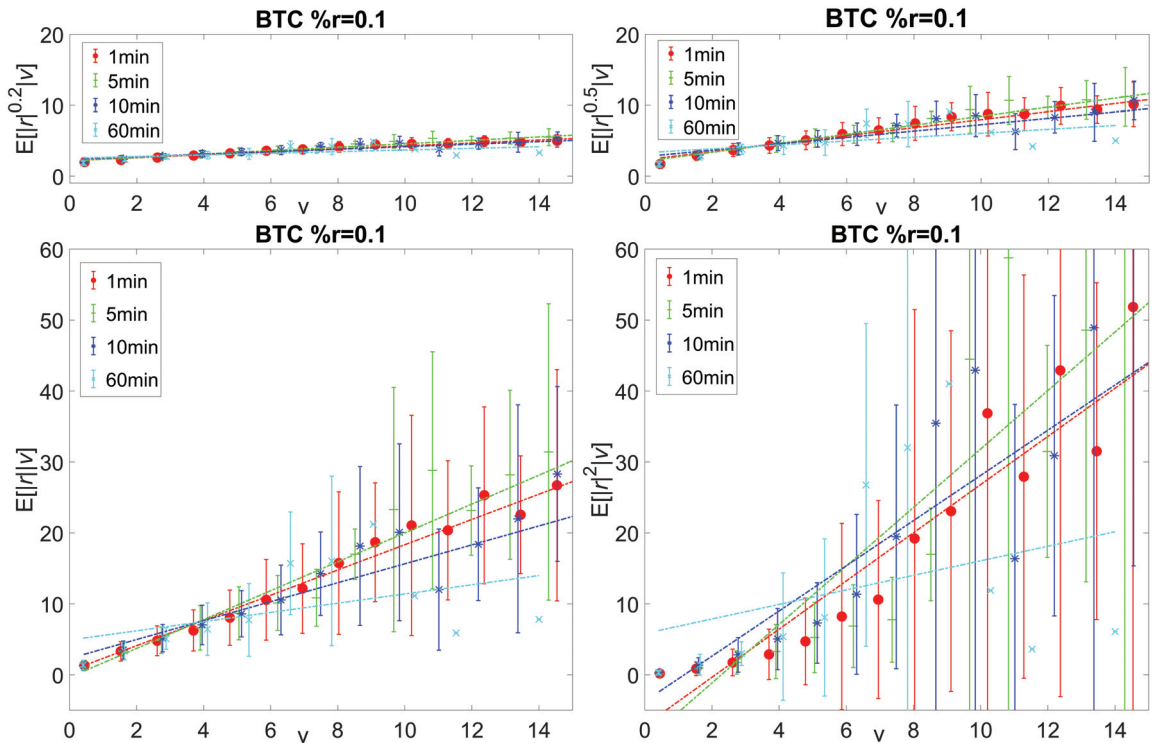 BTC %r=0.1
E[|r|^0.2|v]
20
10
0
1min
5min
10min
60min
0 2 4 6 8 10 12 14
v
BTC %r=0.1
E[|r|^0.5|v]
20
10
0
1min
5min
10min
60min
0 2 4 6 8 10 12 14
v
BTC %r=0.1
E[|r||v]
60
50
40
30
20
10
0
1min
5min
10min
60min
0 2 4 6 8 10 12 14
v
BTC %r=0.1
E[|r|^2|v]
60
50
40
30
20
10
0
1min
5min
10min
60min
0 2 4 6 8 10 12 14
v